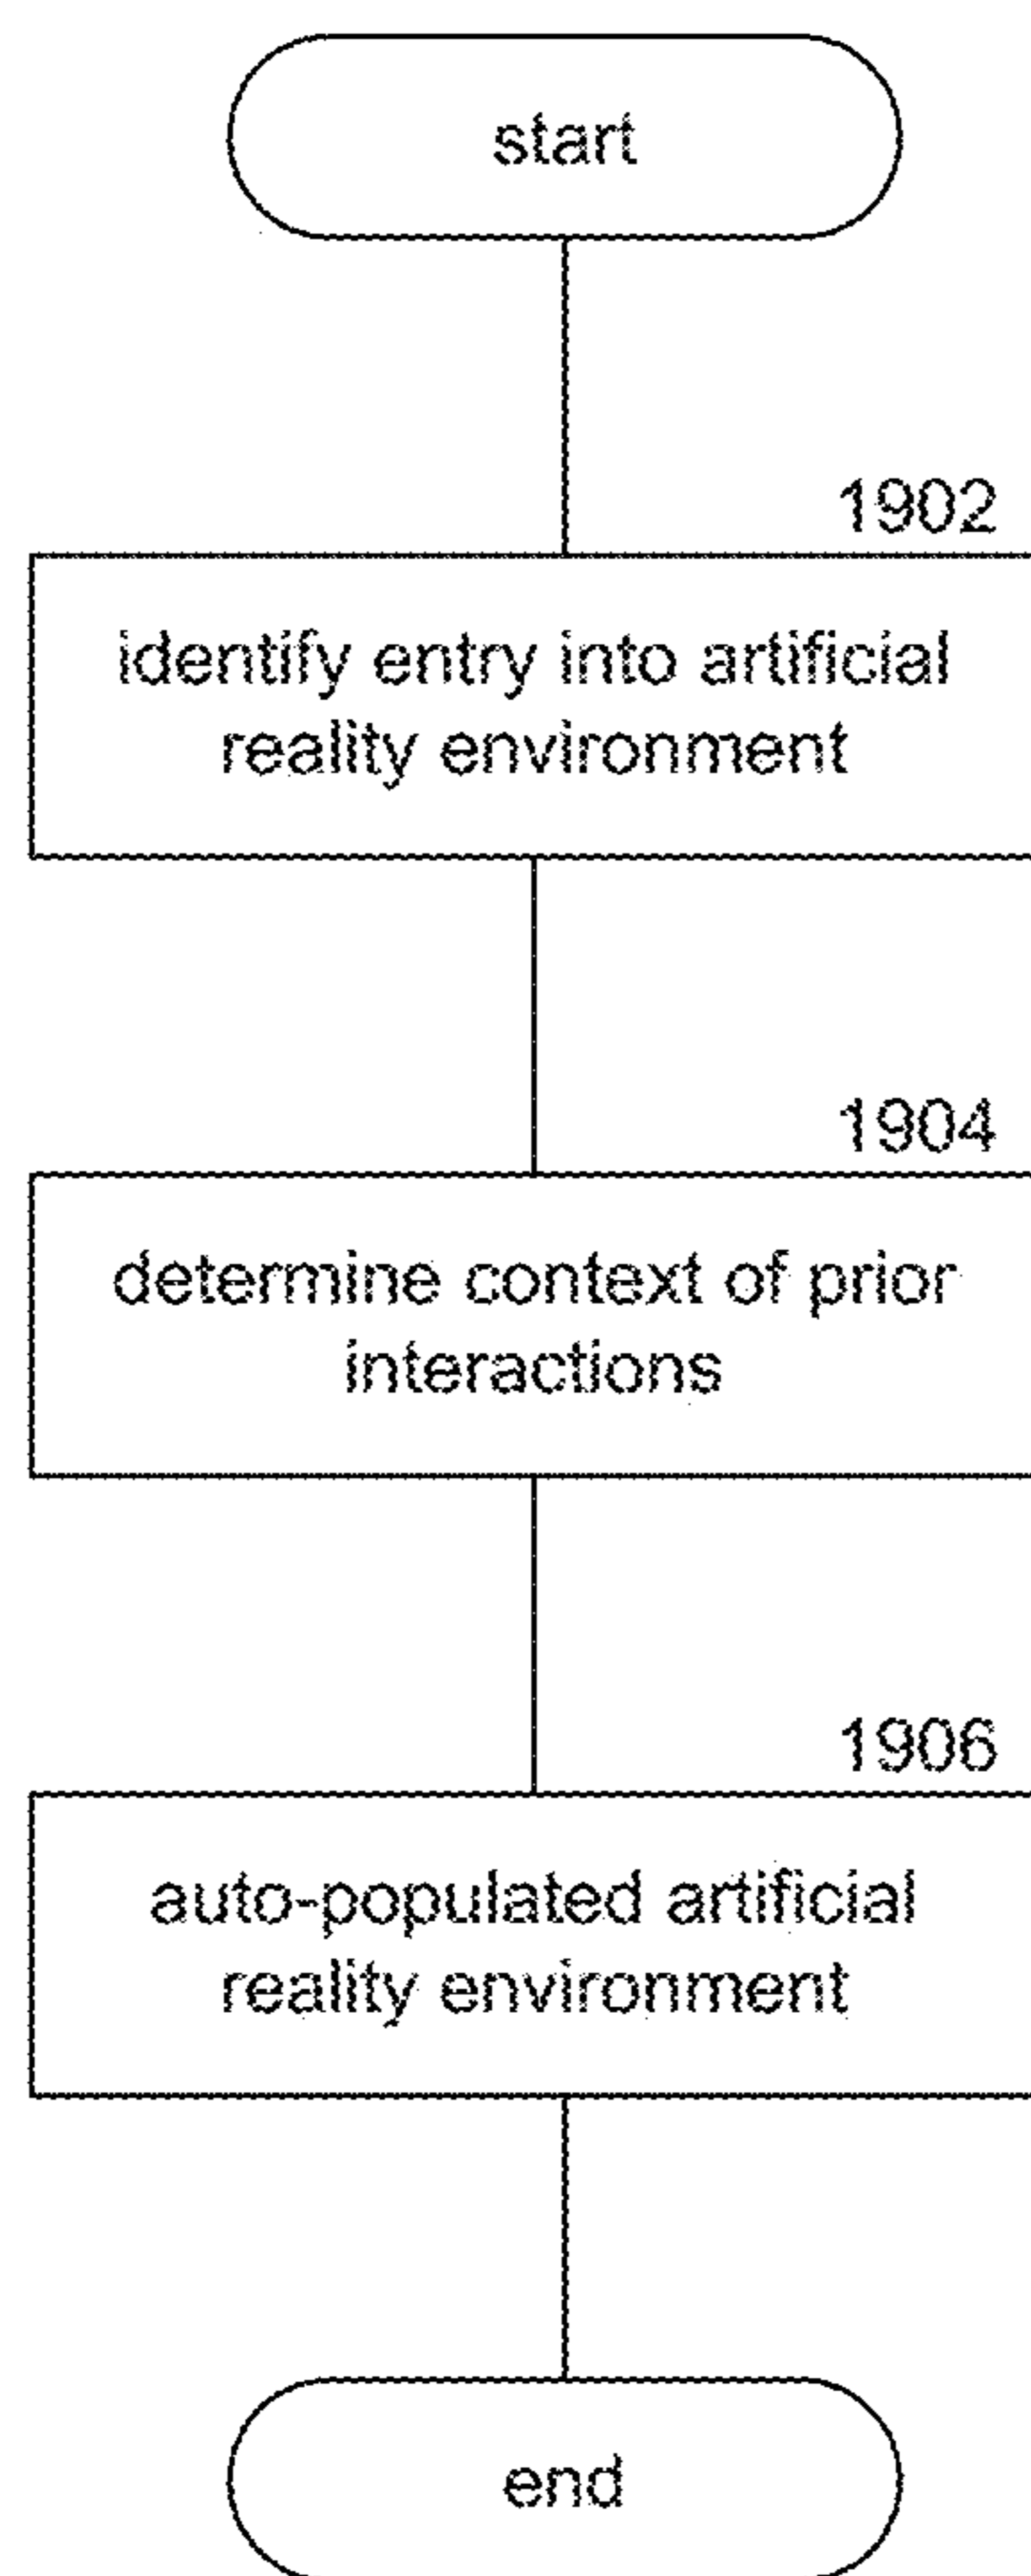 start
1902
identify entry into artificial
reality environment
1904
determine context of prior
interactions
1906
auto-populated artificial
reality environment
end